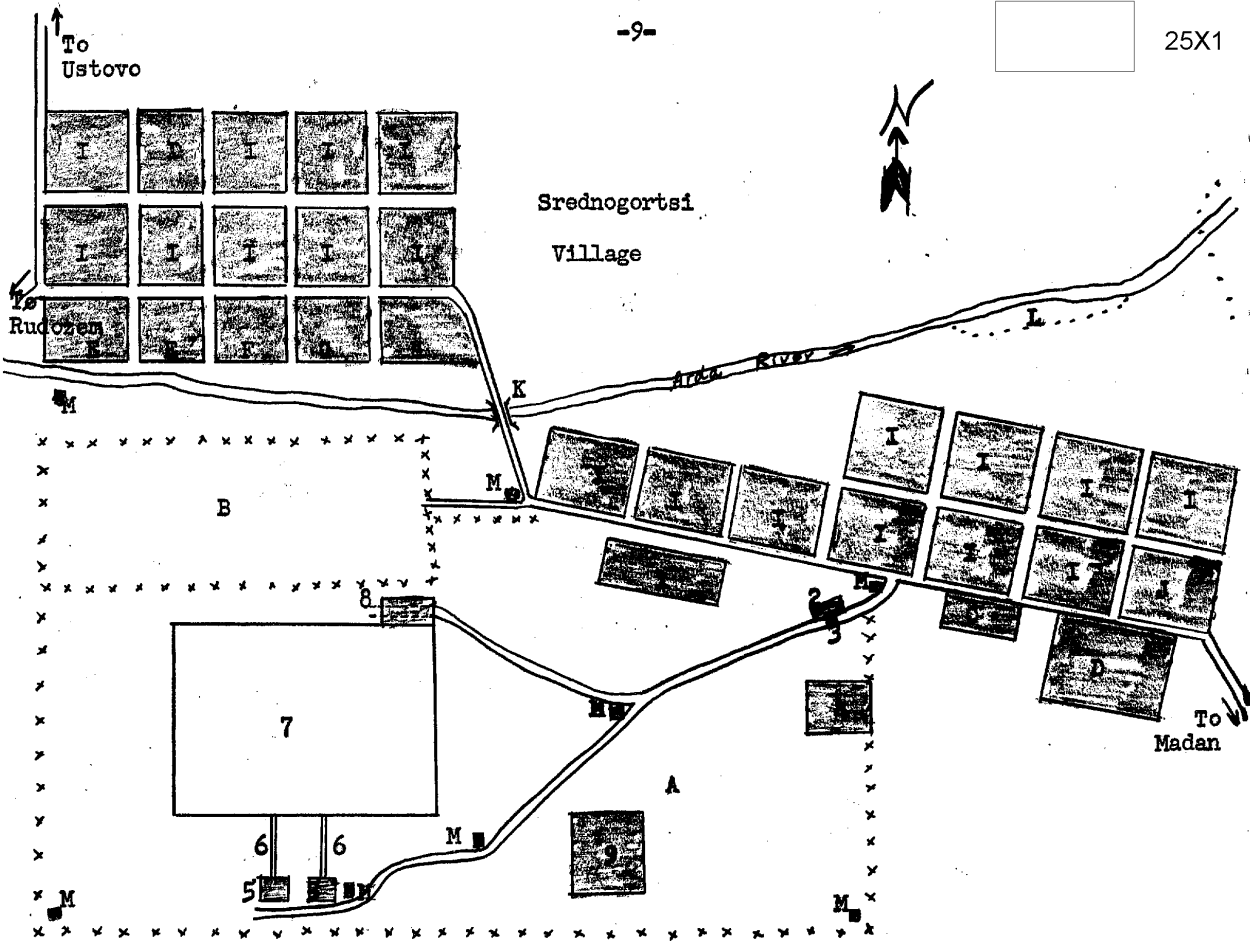 -9-
25X1
To
Ustovo
I D I I I
Srednogortsi
Village
I I I I I
To
Rudozem
F
L
Arda River
K
M
I
I
I
I
M
B
I
I
I
I
I
M
8
2
3
D
M
7
To
Madan
A
M
6
6
9
5
M
M
M